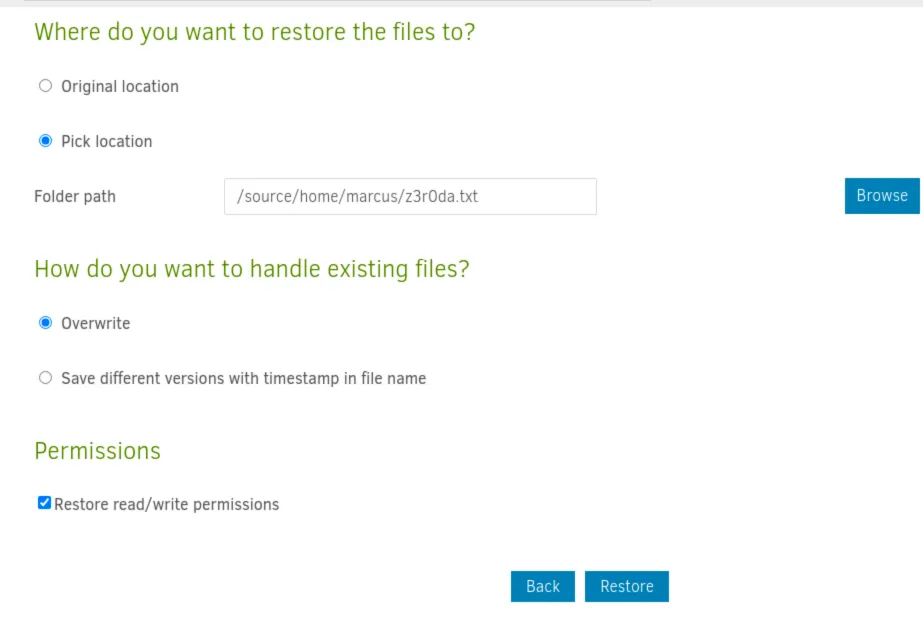 Where do you want to restore the files to?
Original location
Pick location
Folder path /source/home/marcus/z3r0da.txt Browse
How do you want to handle existing files?
Overwrite
Save different versions with timestamp in file name
Permissions
Restore read/write permissions
Back Restore